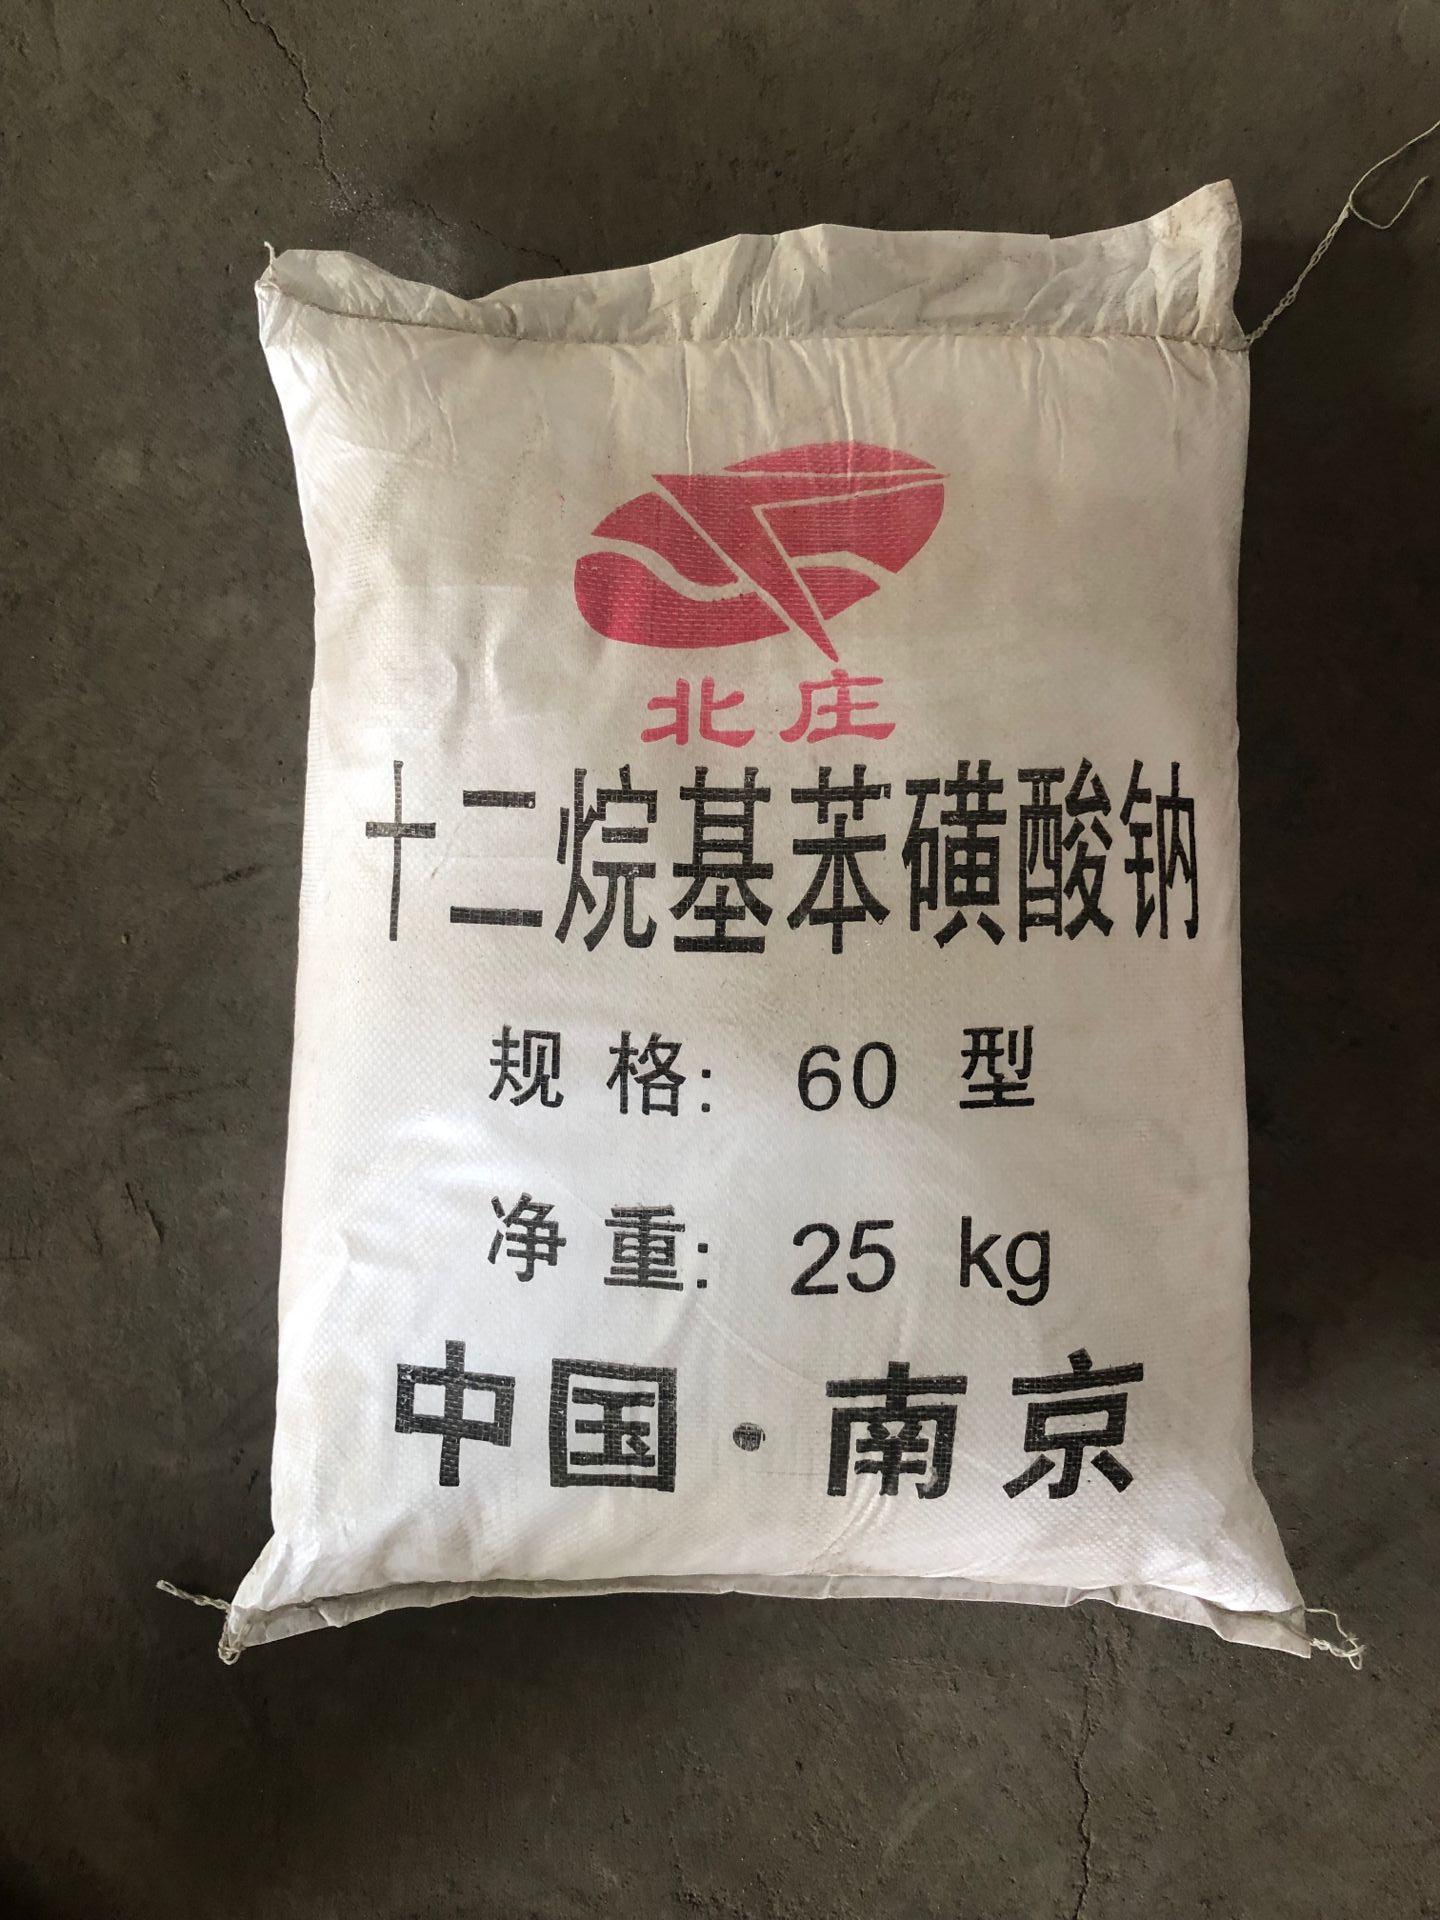 北庄
十二烷基苯磺酸钠
规格: 60 型
净重: 25 kg
中国·南京